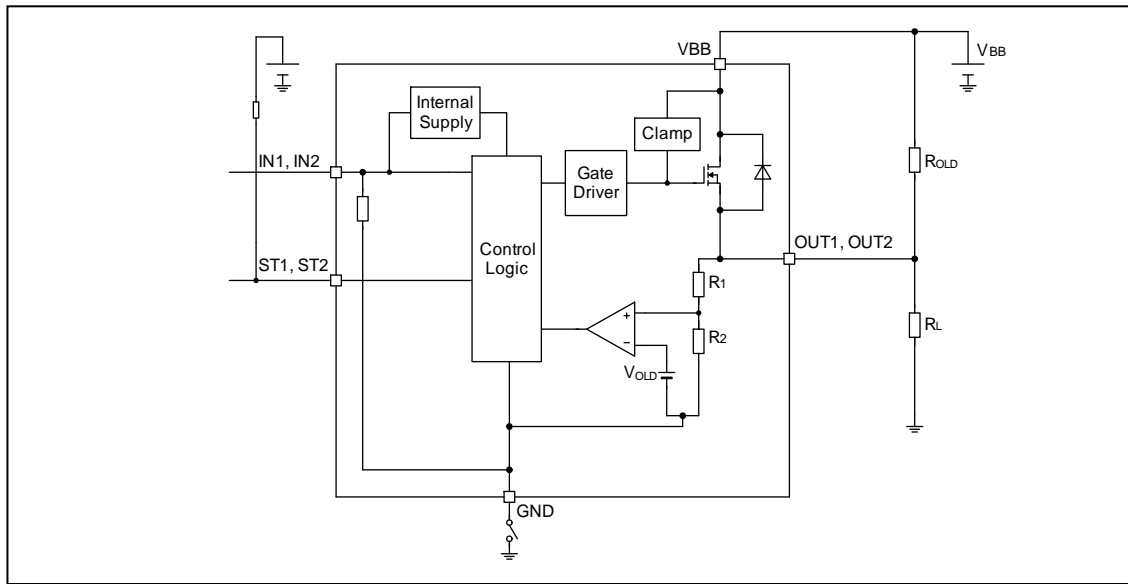 VBB
VBB
Internal
Supply
Clamp
IN1, IN2
Gate
Driver
ROLD
OUT1, OUT2
Control
Logic
ST1, ST2
R1
+
R2
RL
−
VOLD
GND